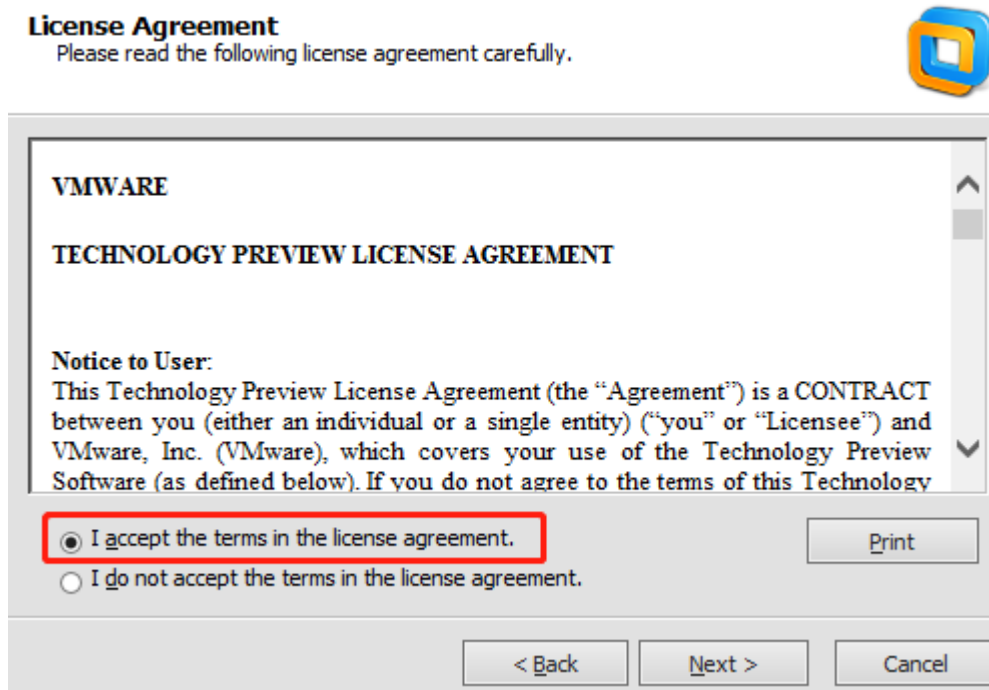 License Agreement
Please read the following license agreement carefully.
VMWARE
TECHNOLOGY PREVIEW LICENSE AGREEMENT
Notice to User:
This Technology Preview License Agreement (the “Agreement”) is a CONTRACT
between you (either an individual or a single entity) (“you” or “Licensee”) and
VMware, Inc. (VMware), which covers your use of the Technology Preview
Software (as defined below). If you do not agree to the terms of this Technology
I accept the terms in the license agreement.
Print
I do not accept the terms in the license agreement.
< Back
Next >
Cancel